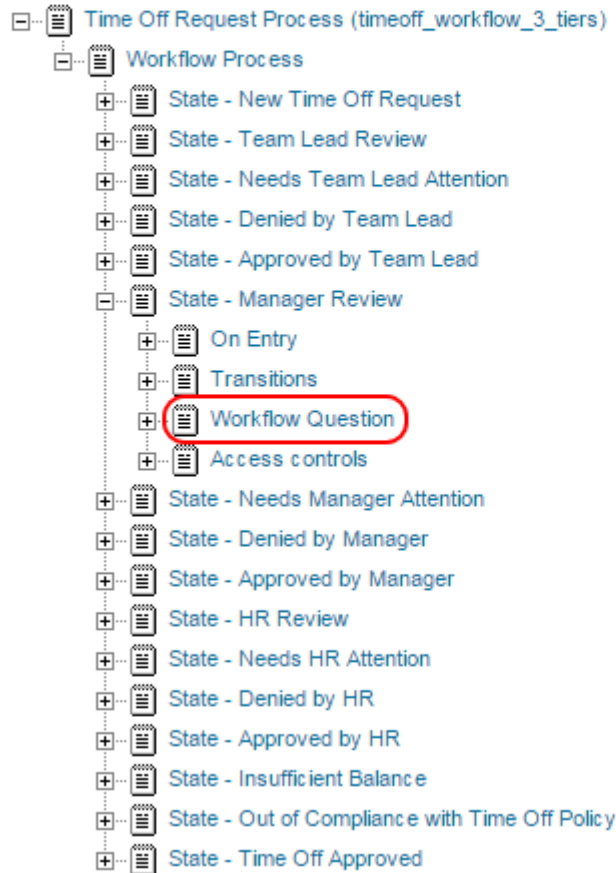 Time Off Request Process (timeoff_workflow_3_tiers)
Workflow Process
State - New Time Off Request
State - Team Lead Review
State - Needs Team Lead Attention
State - Denied by Team Lead
State - Approved by Team Lead
State - Manager Review
On Entry
Transitions
Workflow Question
Access controls
State - Needs Manager Attention
State - Denied by Manager
State - Approved by Manager
State - HR Review
State - Needs HR Attention
State - Denied by HR
State - Approved by HR
State - Insufficient Balance
State - Out of Compliance with Time Off Policy
State - Time Off Approved